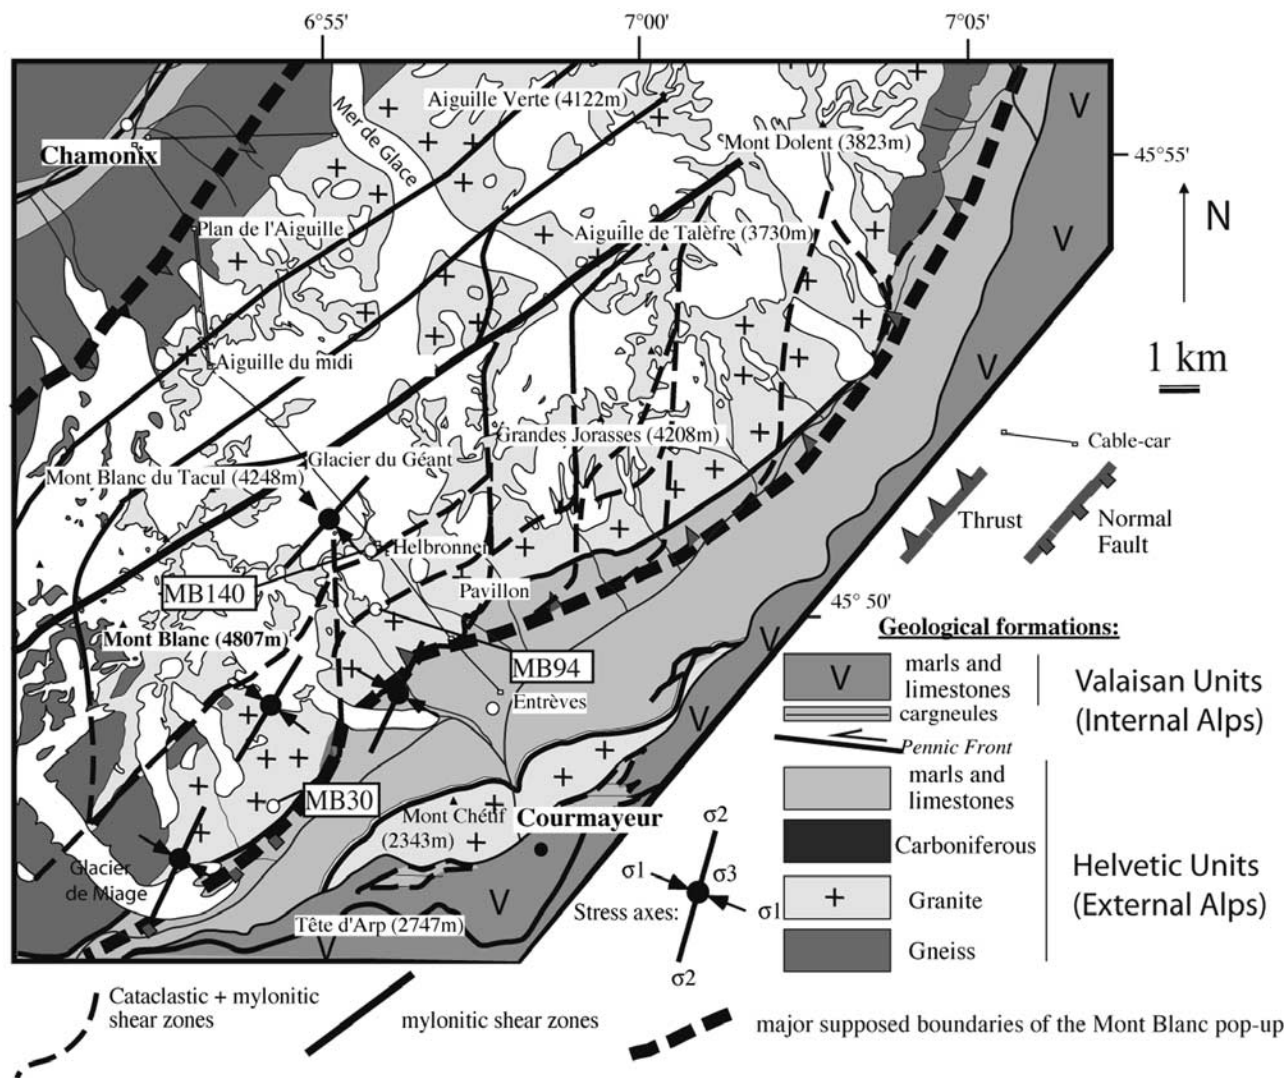 6°55'
7°00'
7°05'
Aiguille Verte (4122m)
Mer de Glace
Mont Dolent (3823m)
Chamonix
45°55'
N
Plan de l'Aiguille
Aiguille de Talèfre (3730m)
1 km
Aiguille du midi
Cable-car
Grandes Jorasses (4208m)
Glacier du Géant
Mont Blanc du Tacul (4248m)
Thrust
Normal
Fault
Helbronner
Pavillon
MB140
45° 50'
Mont Blanc (4807m)
Geological formations:
MB94
V
marls and
limestones
Valaisan Units
(Internal Alps)
Entrèves
cargneules
Pennic Front
MB30
marls and
limestones
Mont Chétif
(2343m)
Courmayeur
Carboniferous
Helvetic Units
(External Alps)
Glacier
de Miage
σ2
σ1
σ3
σ1
Stress axes:
σ2
+
Granite
Tête d'Arp (2747m)
Gneiss
Cataclastic + mylonitic
shear zones
mylonitic shear zones
major supposed boundaries of the Mont Blanc pop-up